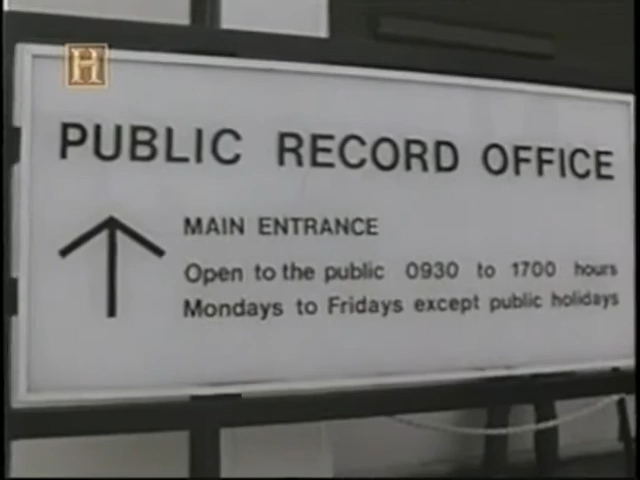 H
PUBLIC RECORD OFFICE
MAIN ENTRANCE
Open to the public 0930 to 1700 hours
Mondays to Fridays except public holidays